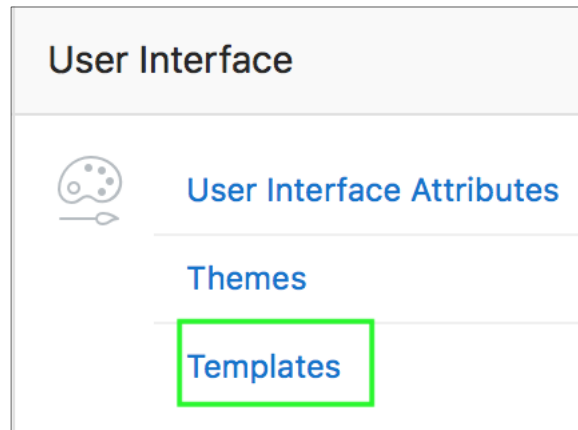 User Interface
User Interface Attributes
Themes
Templates